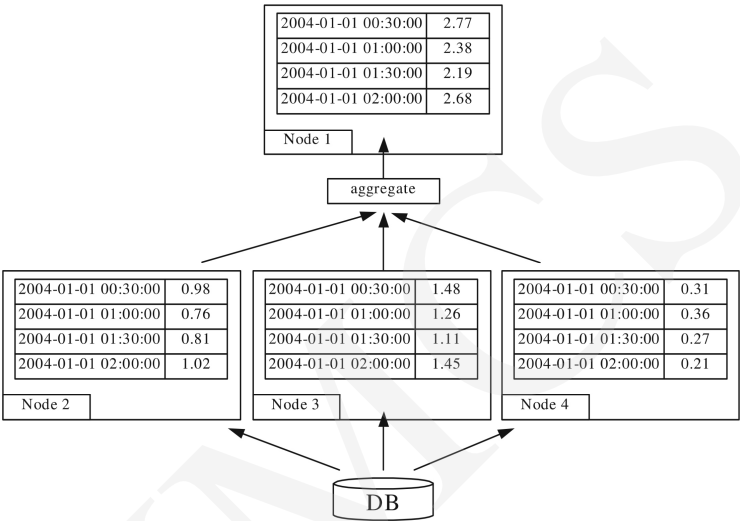 2004-01-01 00:30:00 2.77
2004-01-01 01:00:00 2.38
2004-01-01 01:30:00 2.19
2004-01-01 02:00:00 2.68
Node 1
aggregate
2004-01-01 00:30:00 0.98
2004-01-01 01:00:00 0.76
2004-01-01 01:30:00 0.81
2004-01-01 02:00:00 1.02
Node 2
2004-01-01 00:30:00 1.48
2004-01-01 01:00:00 1.26
2004-01-01 01:30:00 1.11
2004-01-01 02:00:00 1.45
Node 3
2004-01-01 00:30:00 0.31
2004-01-01 01:00:00 0.36
2004-01-01 01:30:00 0.27
2004-01-01 02:00:00 0.21
Node 4
DB
MCS